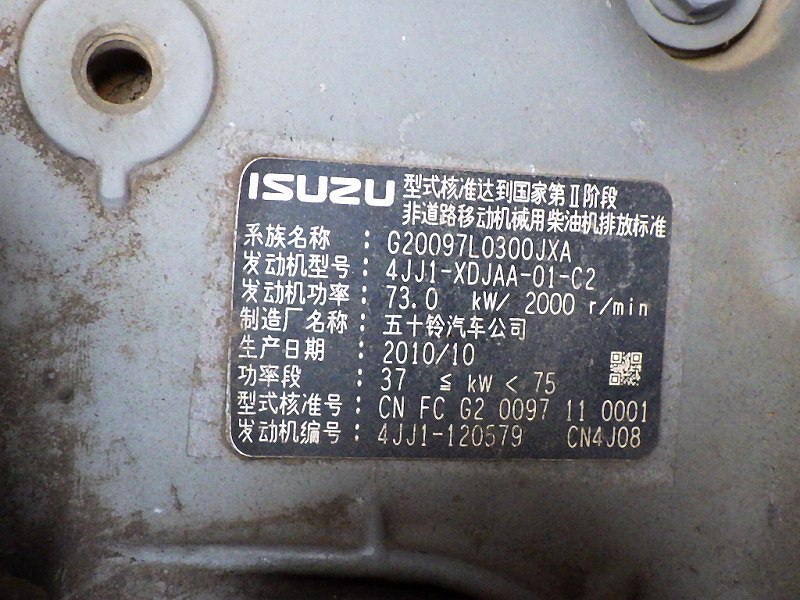 ISUZU 型式核准达到国家第Ⅱ阶段
非道路移动机械用柴油机排放标准
系族名称 : G20097L0300JXA
发动机型号: 4JJ1-XDJAA-01-C2
发动机功率: 73.0 kW/ 2000 r/min
制造厂名称: 五十铃汽车公司
生产日期 : 2010/10
功率段 : 37 ≦ kW < 75
型式核准号: CN FC G2 0097 11 0001
发动机编号: 4JJ1-120579 CN4J08